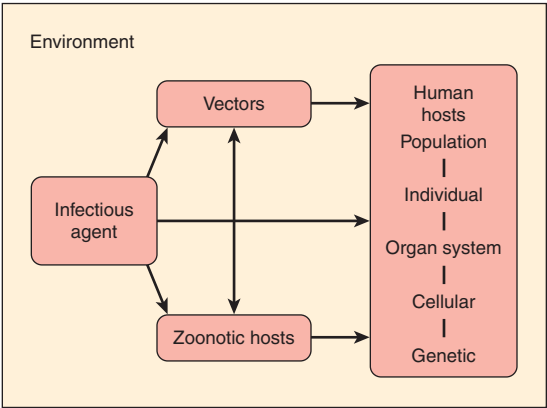 Environment
Vectors
Infectious
agent
Zoonotic hosts
Human
hosts
Population
Individual
Organ system
Cellular
Genetic